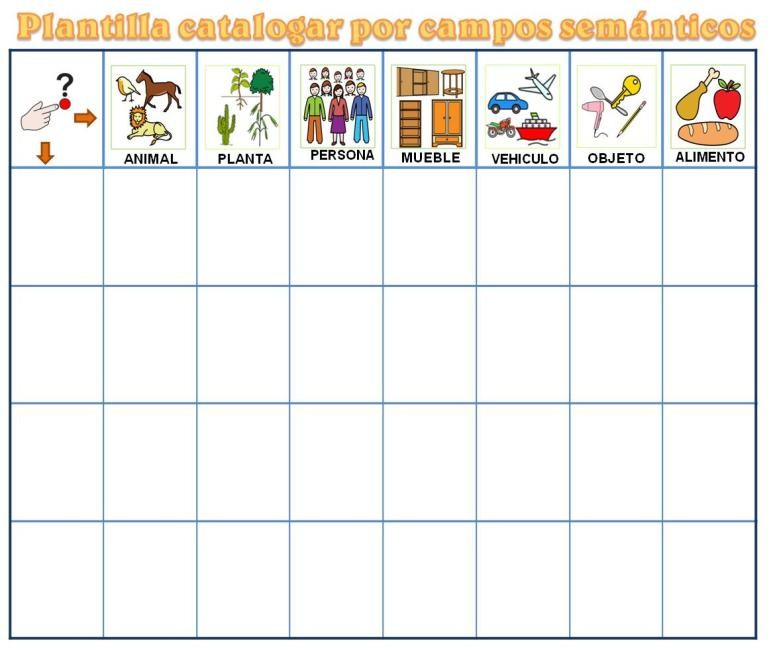 Plantilla catalogar por campos semánticos
?
ANIMAL
PLANTA
PERSONA
MUEBLE
VEHICULO
OBJETO
ALIMENTO